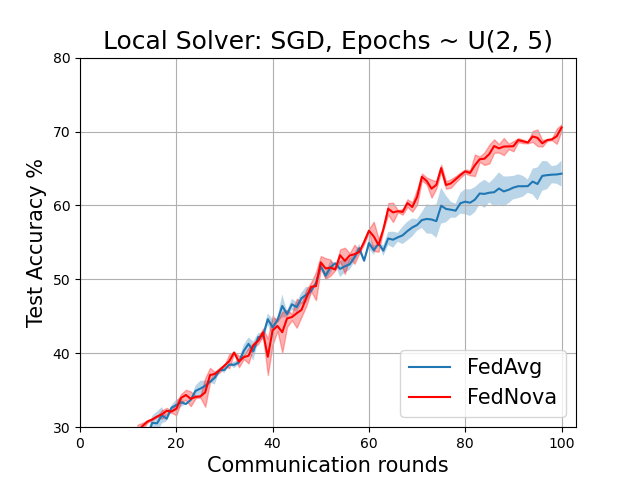 Local Solver: SGD, Epochs ~ U(2, 5)
Test Accuracy %
80
70
60
50
40
30
0
20
40
60
80
100
Communication rounds
FedAvg
FedNova